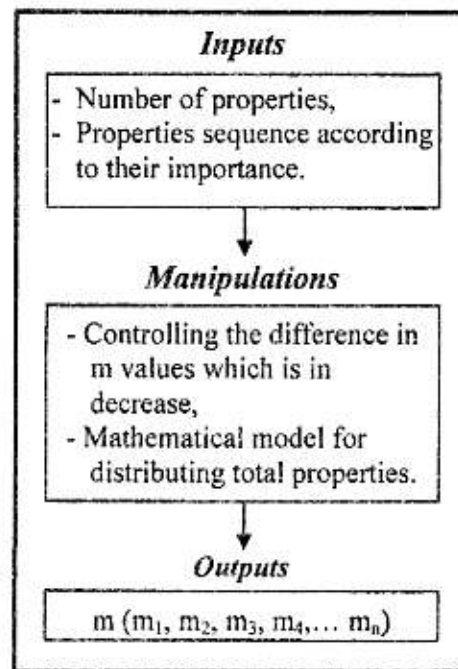 Inputs
- Number of properties,
- Properties sequence according
to their importance.
Manipulations
- Controlling the difference in
m values which is in
decrease,
- Mathematical model for
distributing total properties.
Outputs
m (m₁, m₂, m₃, m₄,... mₙ)